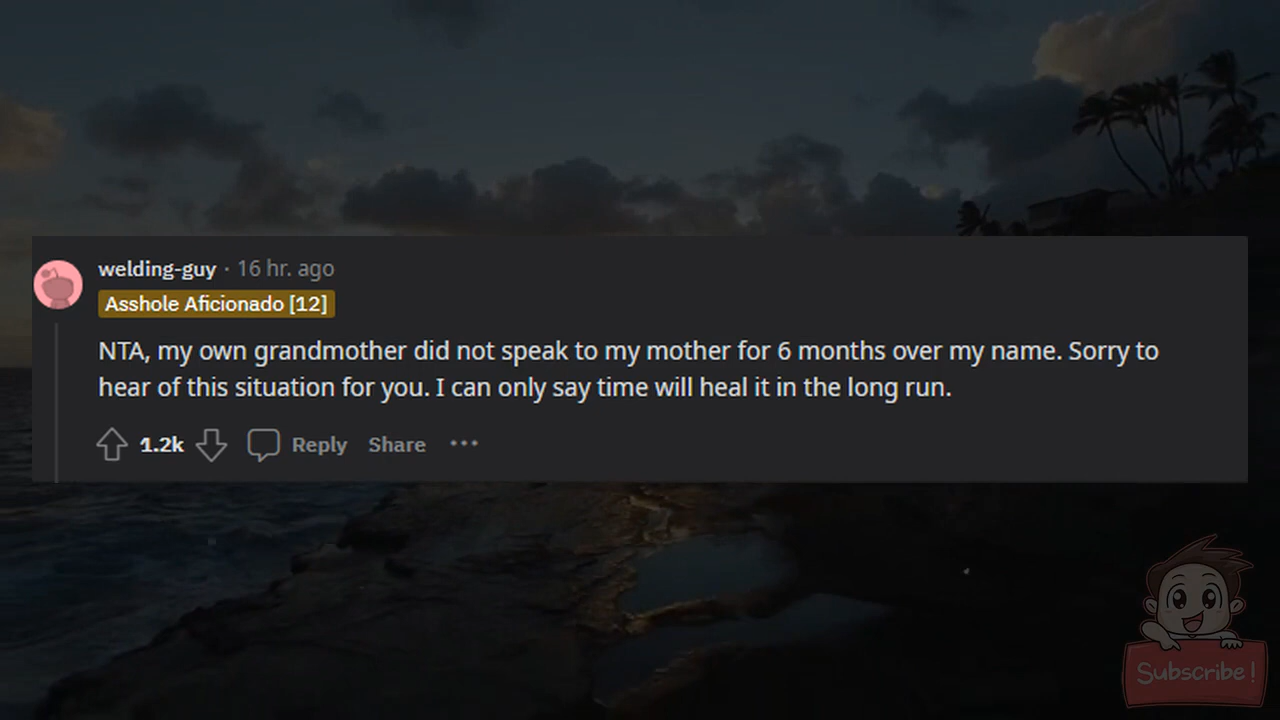 welding-guy · 16 hr. ago
Asshole Aficionado [12]
NTA, my own grandmother did not speak to my mother for 6 months over my name. Sorry to
hear of this situation for you. I can only say time will heal it in the long run.
1.2k Reply Share ···
Subscribe!